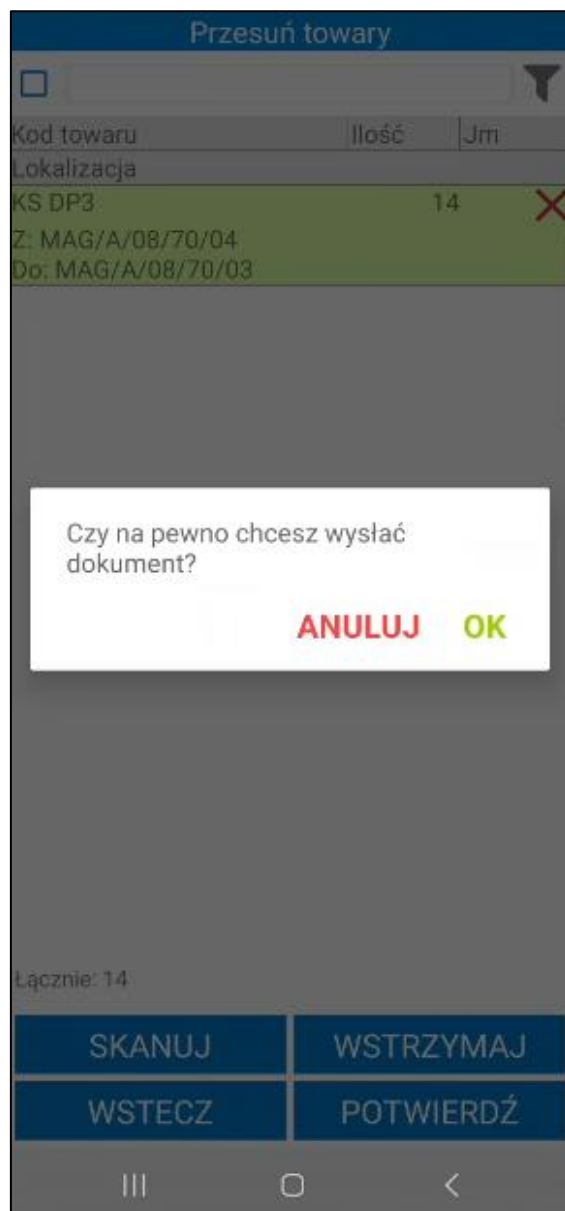 Przesuń towary
Kod towaru Ilość Jm
Lokalizacja
KS DP3 14
Z: MAG/A/08/70/04
Do: MAG/A/08/70/03
Czy na pewno chcesz wysłać
dokument?
ANULUJ OK
Łącznie: 14
SKANUJ WSTRZYMAJ
WSTECZ POTWIERDŹ